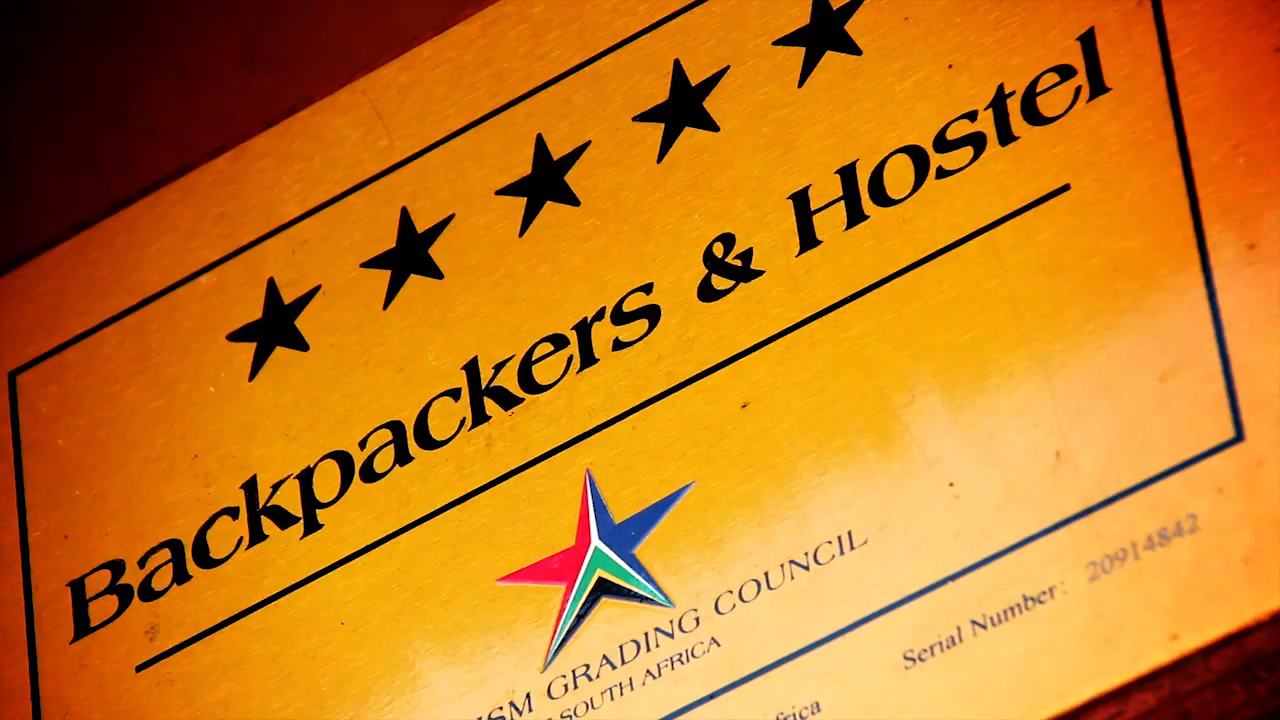 Backpackers & Hostel
GRADING COUNCIL
SOUTH AFRICA
Serial Number: 20914842